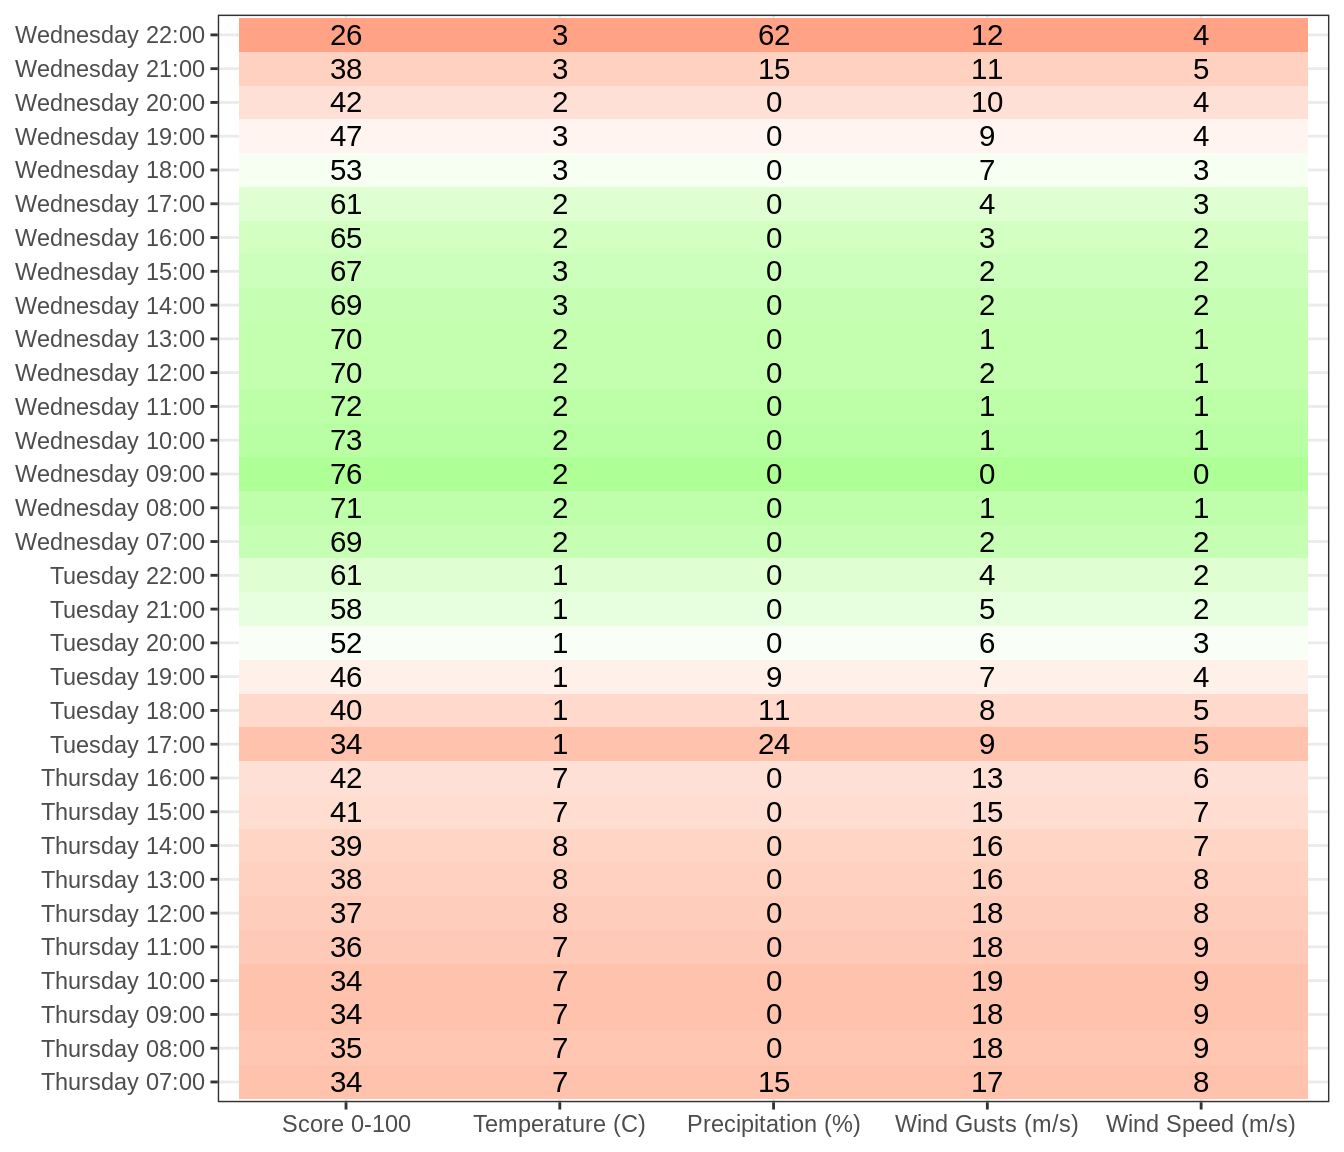 Wednesday 22:00 26 3 62 12 4
Wednesday 21:00 38 3 15 11 5
Wednesday 20:00 42 2 0 10 4
Wednesday 19:00 47 3 0 9 4
Wednesday 18:00 53 3 0 7 3
Wednesday 17:00 61 2 0 4 3
Wednesday 16:00 65 2 0 3 2
Wednesday 15:00 67 3 0 2 2
Wednesday 14:00 69 3 0 2 2
Wednesday 13:00 70 2 0 1 1
Wednesday 12:00 70 2 0 2 1
Wednesday 11:00 72 2 0 1 1
Wednesday 10:00 73 2 0 1 1
Wednesday 09:00 76 2 0 0 0
Wednesday 08:00 71 2 0 1 1
Wednesday 07:00 69 2 0 2 2
Tuesday 22:00 61 1 0 4 2
Tuesday 21:00 58 1 0 5 2
Tuesday 20:00 52 1 0 6 3
Tuesday 19:00 46 1 9 7 4
Tuesday 18:00 40 1 11 8 5
Tuesday 17:00 34 1 24 9 5
Thursday 16:00 42 7 0 13 6
Thursday 15:00 41 7 0 15 7
Thursday 14:00 39 8 0 16 7
Thursday 13:00 38 8 0 16 8
Thursday 12:00 37 8 0 18 8
Thursday 11:00 36 7 0 18 9
Thursday 10:00 34 7 0 19 9
Thursday 09:00 34 7 0 18 9
Thursday 08:00 35 7 0 18 9
Thursday 07:00 34 7 15 17 8
Score 0-100 Temperature (C) Precipitation (%) Wind Gusts (m/s) Wind Speed (m/s)